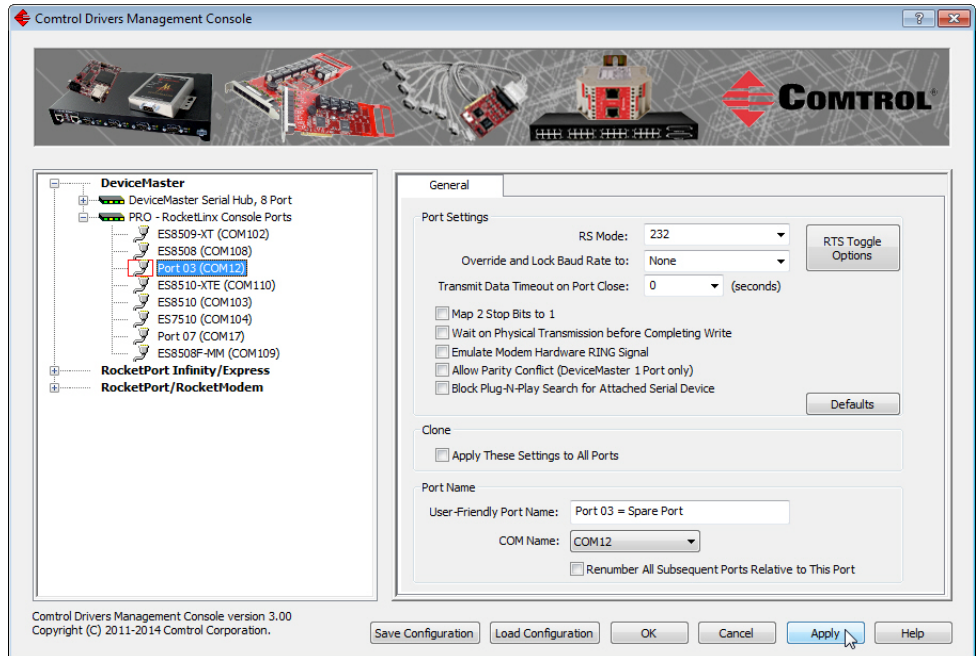 Comtrol Drivers Management Console
COMTROL
DeviceMaster
DeviceMaster Serial Hub, 8 Port
PRO - RocketLinx Console Ports
ES8509-XT (COM102)
ES8508 (COM108)
Port 03 (COM12)
ES8510-XTE (COM110)
ES8510 (COM103)
ES7510 (COM104)
Port 07 (COM17)
ES8508F-MM (COM109)
RocketPort Infinity/Express
RocketPort/RocketModem
General
Port Settings
RS Mode: 232
RTS Toggle
Options
Override and Lock Baud Rate to: None
Transmit Data Timeout on Port Close: 0 (seconds)
Map 2 Stop Bits to 1
Wait on Physical Transmission before Completing Write
Emulate Modem Hardware RING Signal
Allow Parity Conflict (DeviceMaster 1 Port only)
Block Plug-N-Play Search for Attached Serial Device
Defaults
Clone
Apply These Settings to All Ports
Port Name
User-Friendly Port Name: Port 03 = Spare Port
COM Name: COM12
Renumber All Subsequent Ports Relative to This Port
Comtrol Drivers Management Console version 3.00
Copyright (C) 2011-2014 Comtrol Corporation.
Save Configuration Load Configuration OK Cancel Apply Help